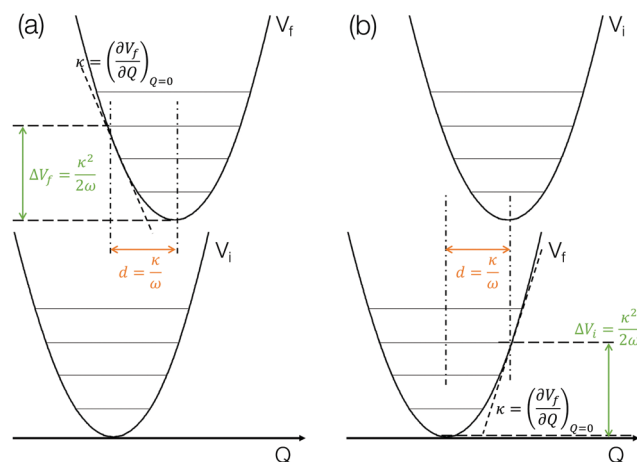 (a)
V_f
κ = (∂V_f/∂Q)_{Q=0}
ΔV_f = κ²/2ω
d = κ/ω
V_i
Q
(b)
V_i
d = κ/ω
V_f
ΔV_i = κ²/2ω
κ = (∂V_f/∂Q)_{Q=0}
Q